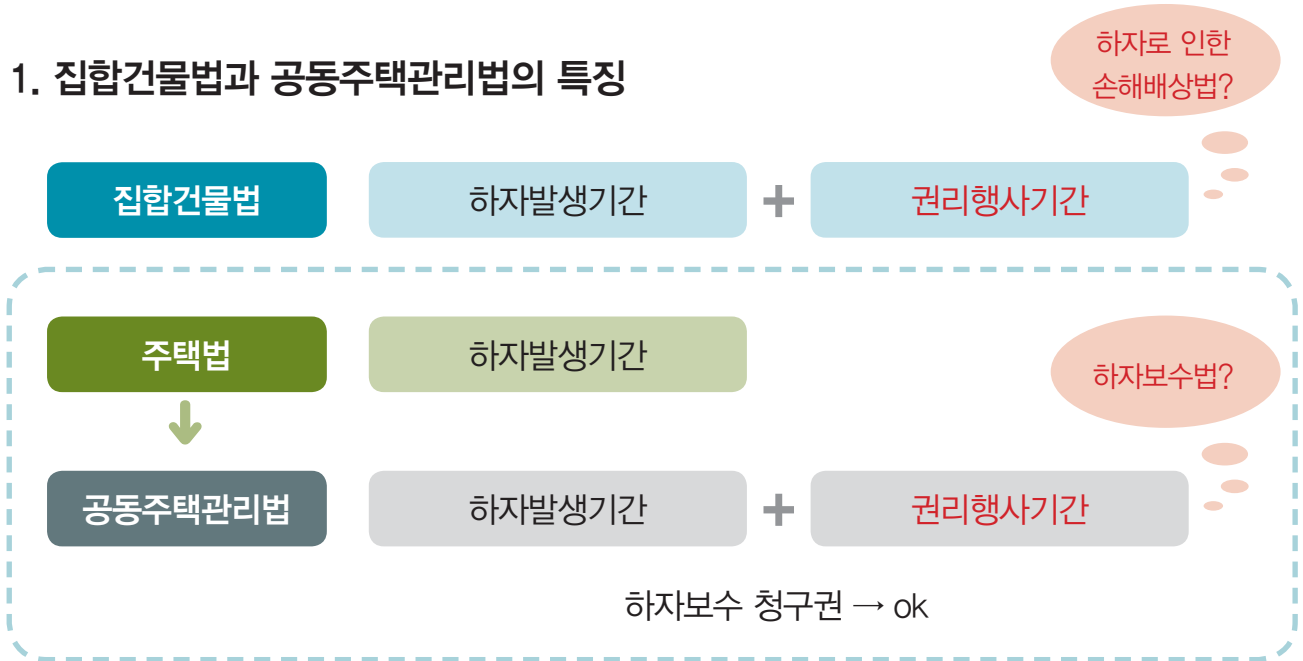 하자로 인한
손해배상법?
1. 집합건물법과 공동주택관리법의 특징
집합건물법 하자발생기간 + 권리행사기간
주택법 하자발생기간
하자보수법?
공동주택관리법 하자발생기간 + 권리행사기간
하자보수 청구권 → ok